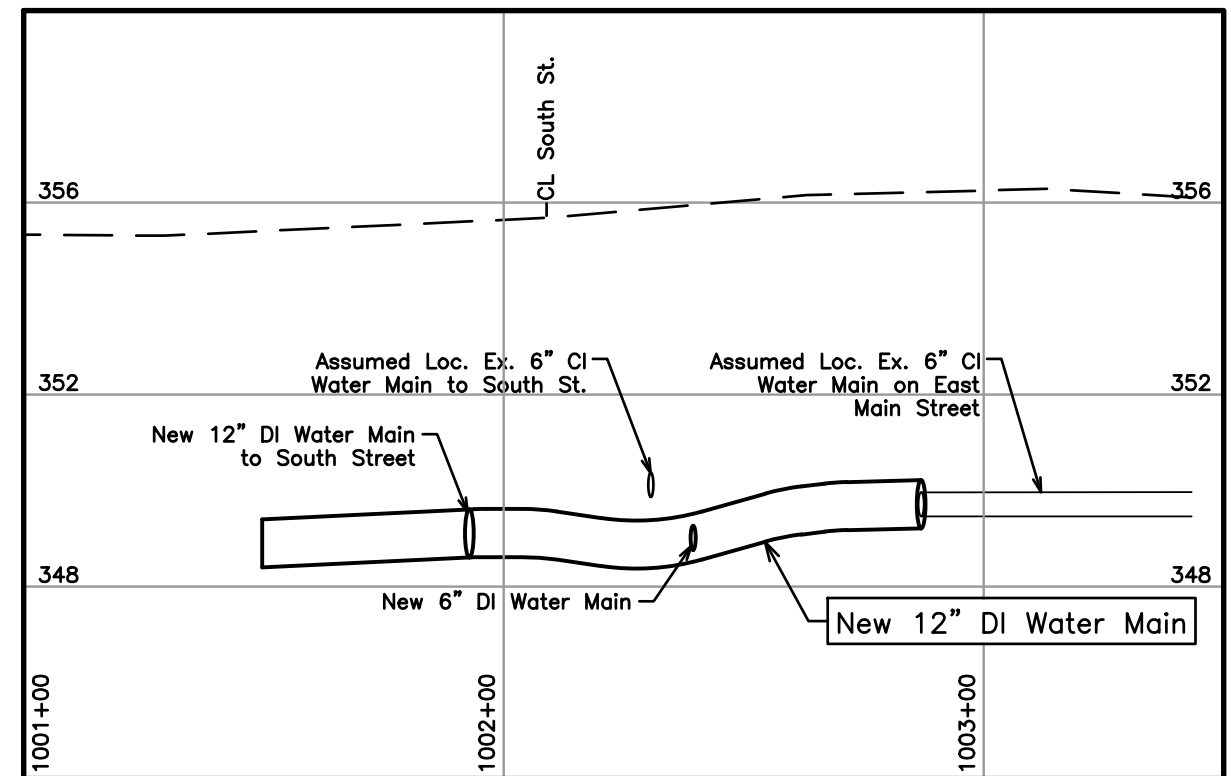 CL South St.
356
356
Assumed Loc. Ex. 6" CI
Water Main to South St.
Assumed Loc. Ex. 6" CI
Water Main on East
Main Street
352
352
New 12" DI Water Main
to South Street
348
348
New 6" DI Water Main
New 12" DI Water Main
1001+00
1002+00
1003+00